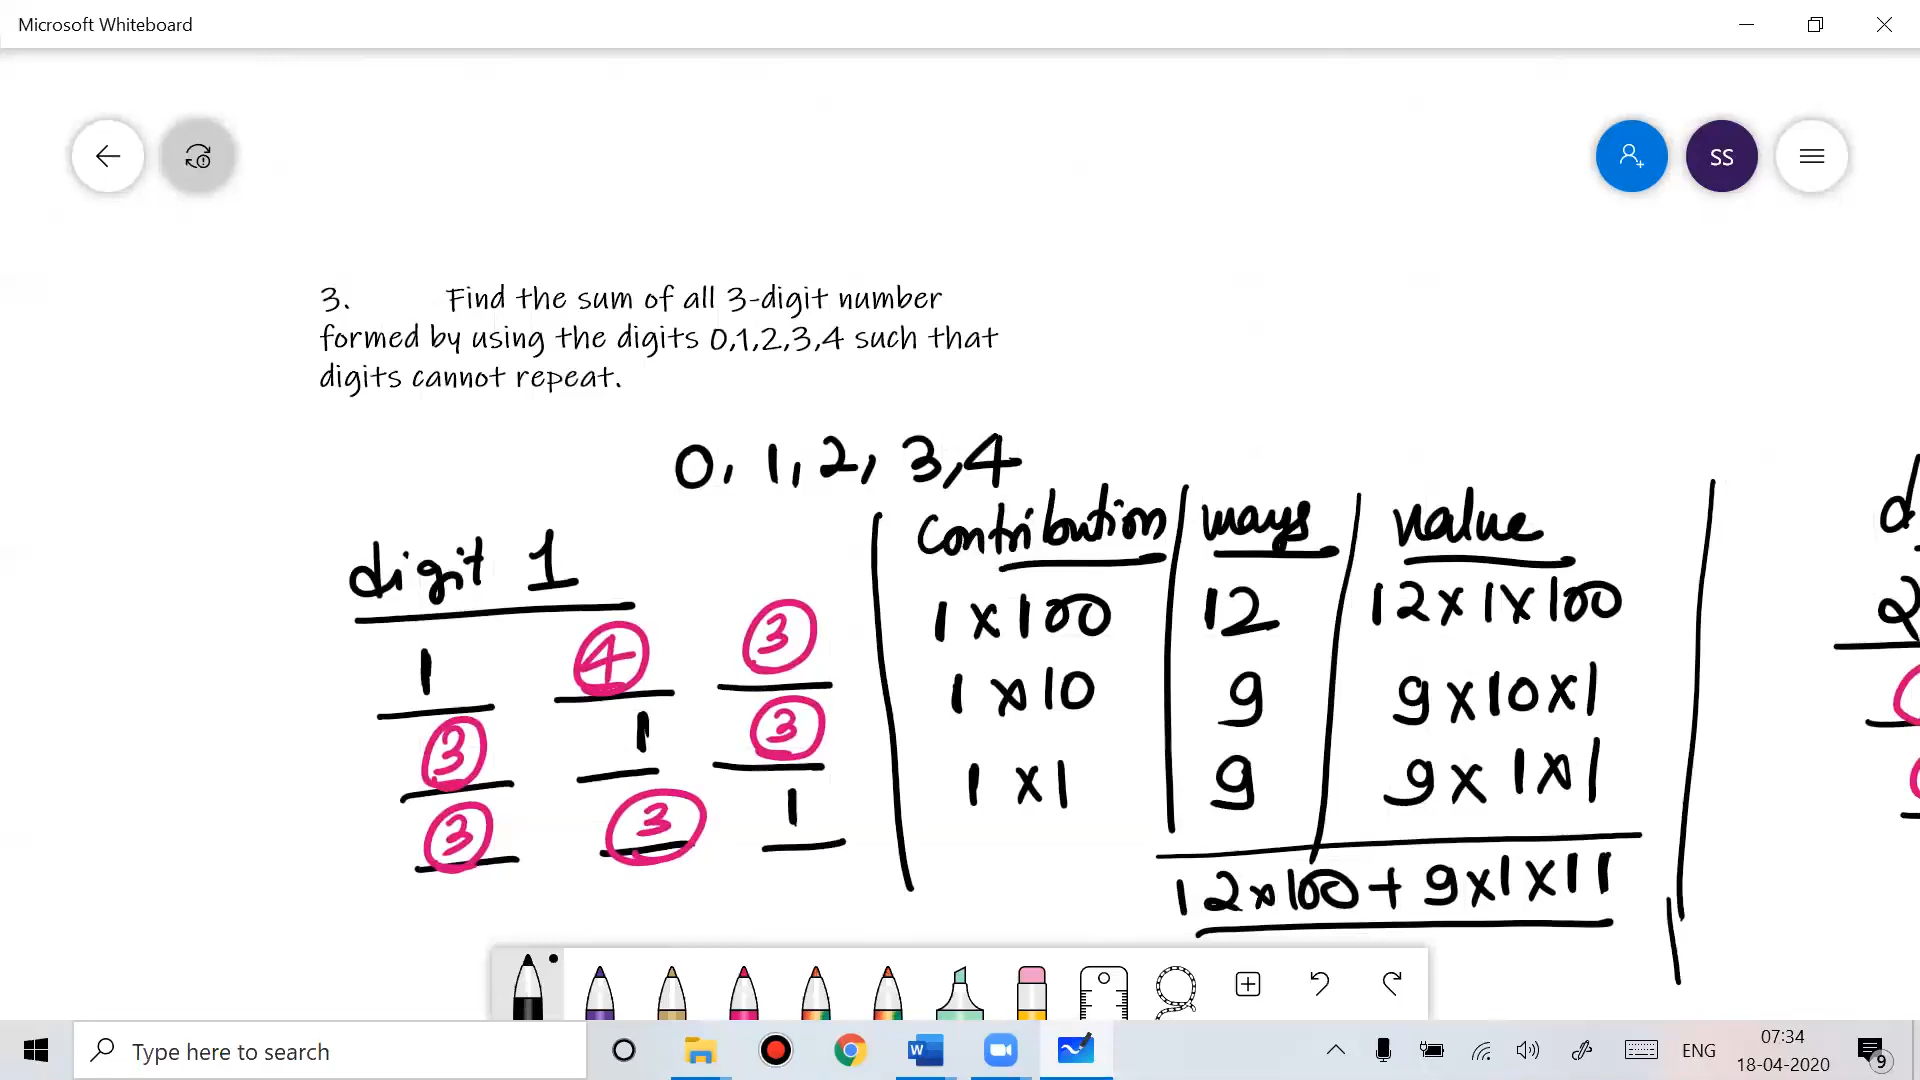 Microsoft Whiteboard
SS
3. Find the sum of all 3-digit number
formed by using the digits 0,1,2,3,4 such that
digits cannot repeat.
0, 1, 2, 3, 4
digit 1
contribution ways value
1 4 3
1 x 100 12 12 x 1 x 100
3 1 3
1 x 10 9 9 x 10 x 1
3 3 1
1 x 1 9 9 x 1 x 1
12 x 100 + 9 x 1 x 11
d
2
Type here to search
ENG
07:34
18-04-2020
9